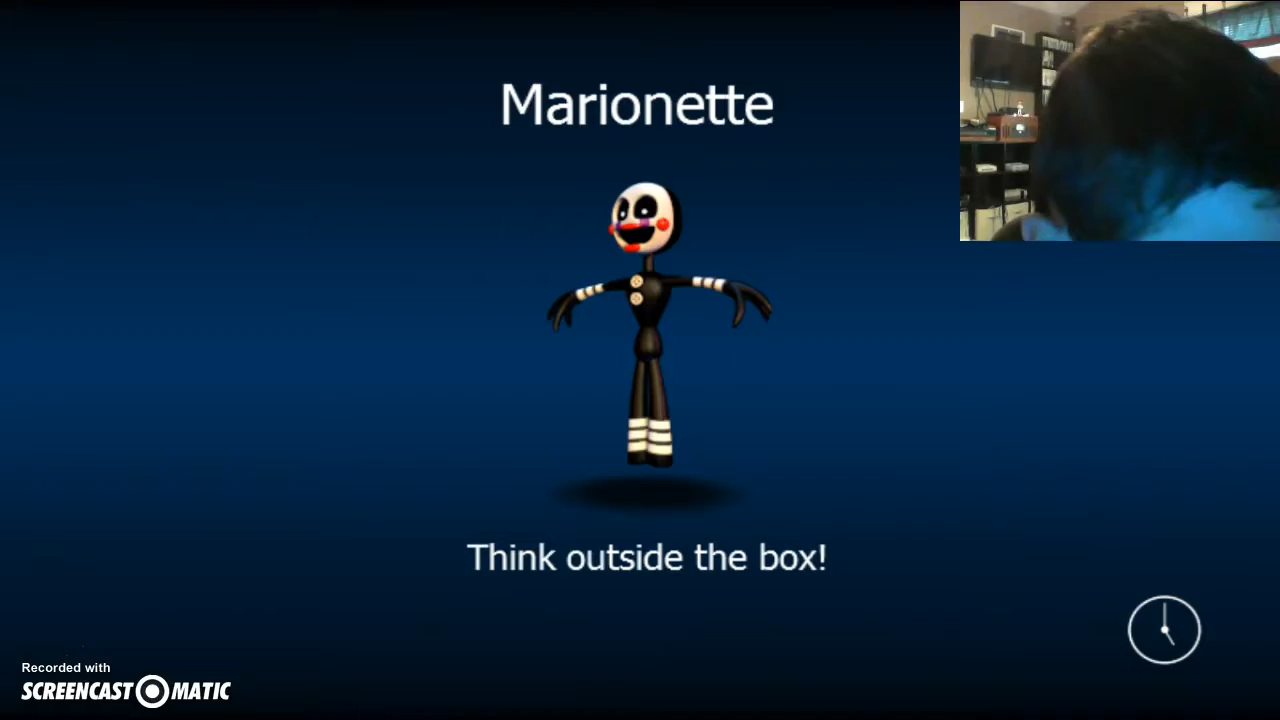 Marionette
Think outside the box!
Recorded with
SCREENCAST MATIC